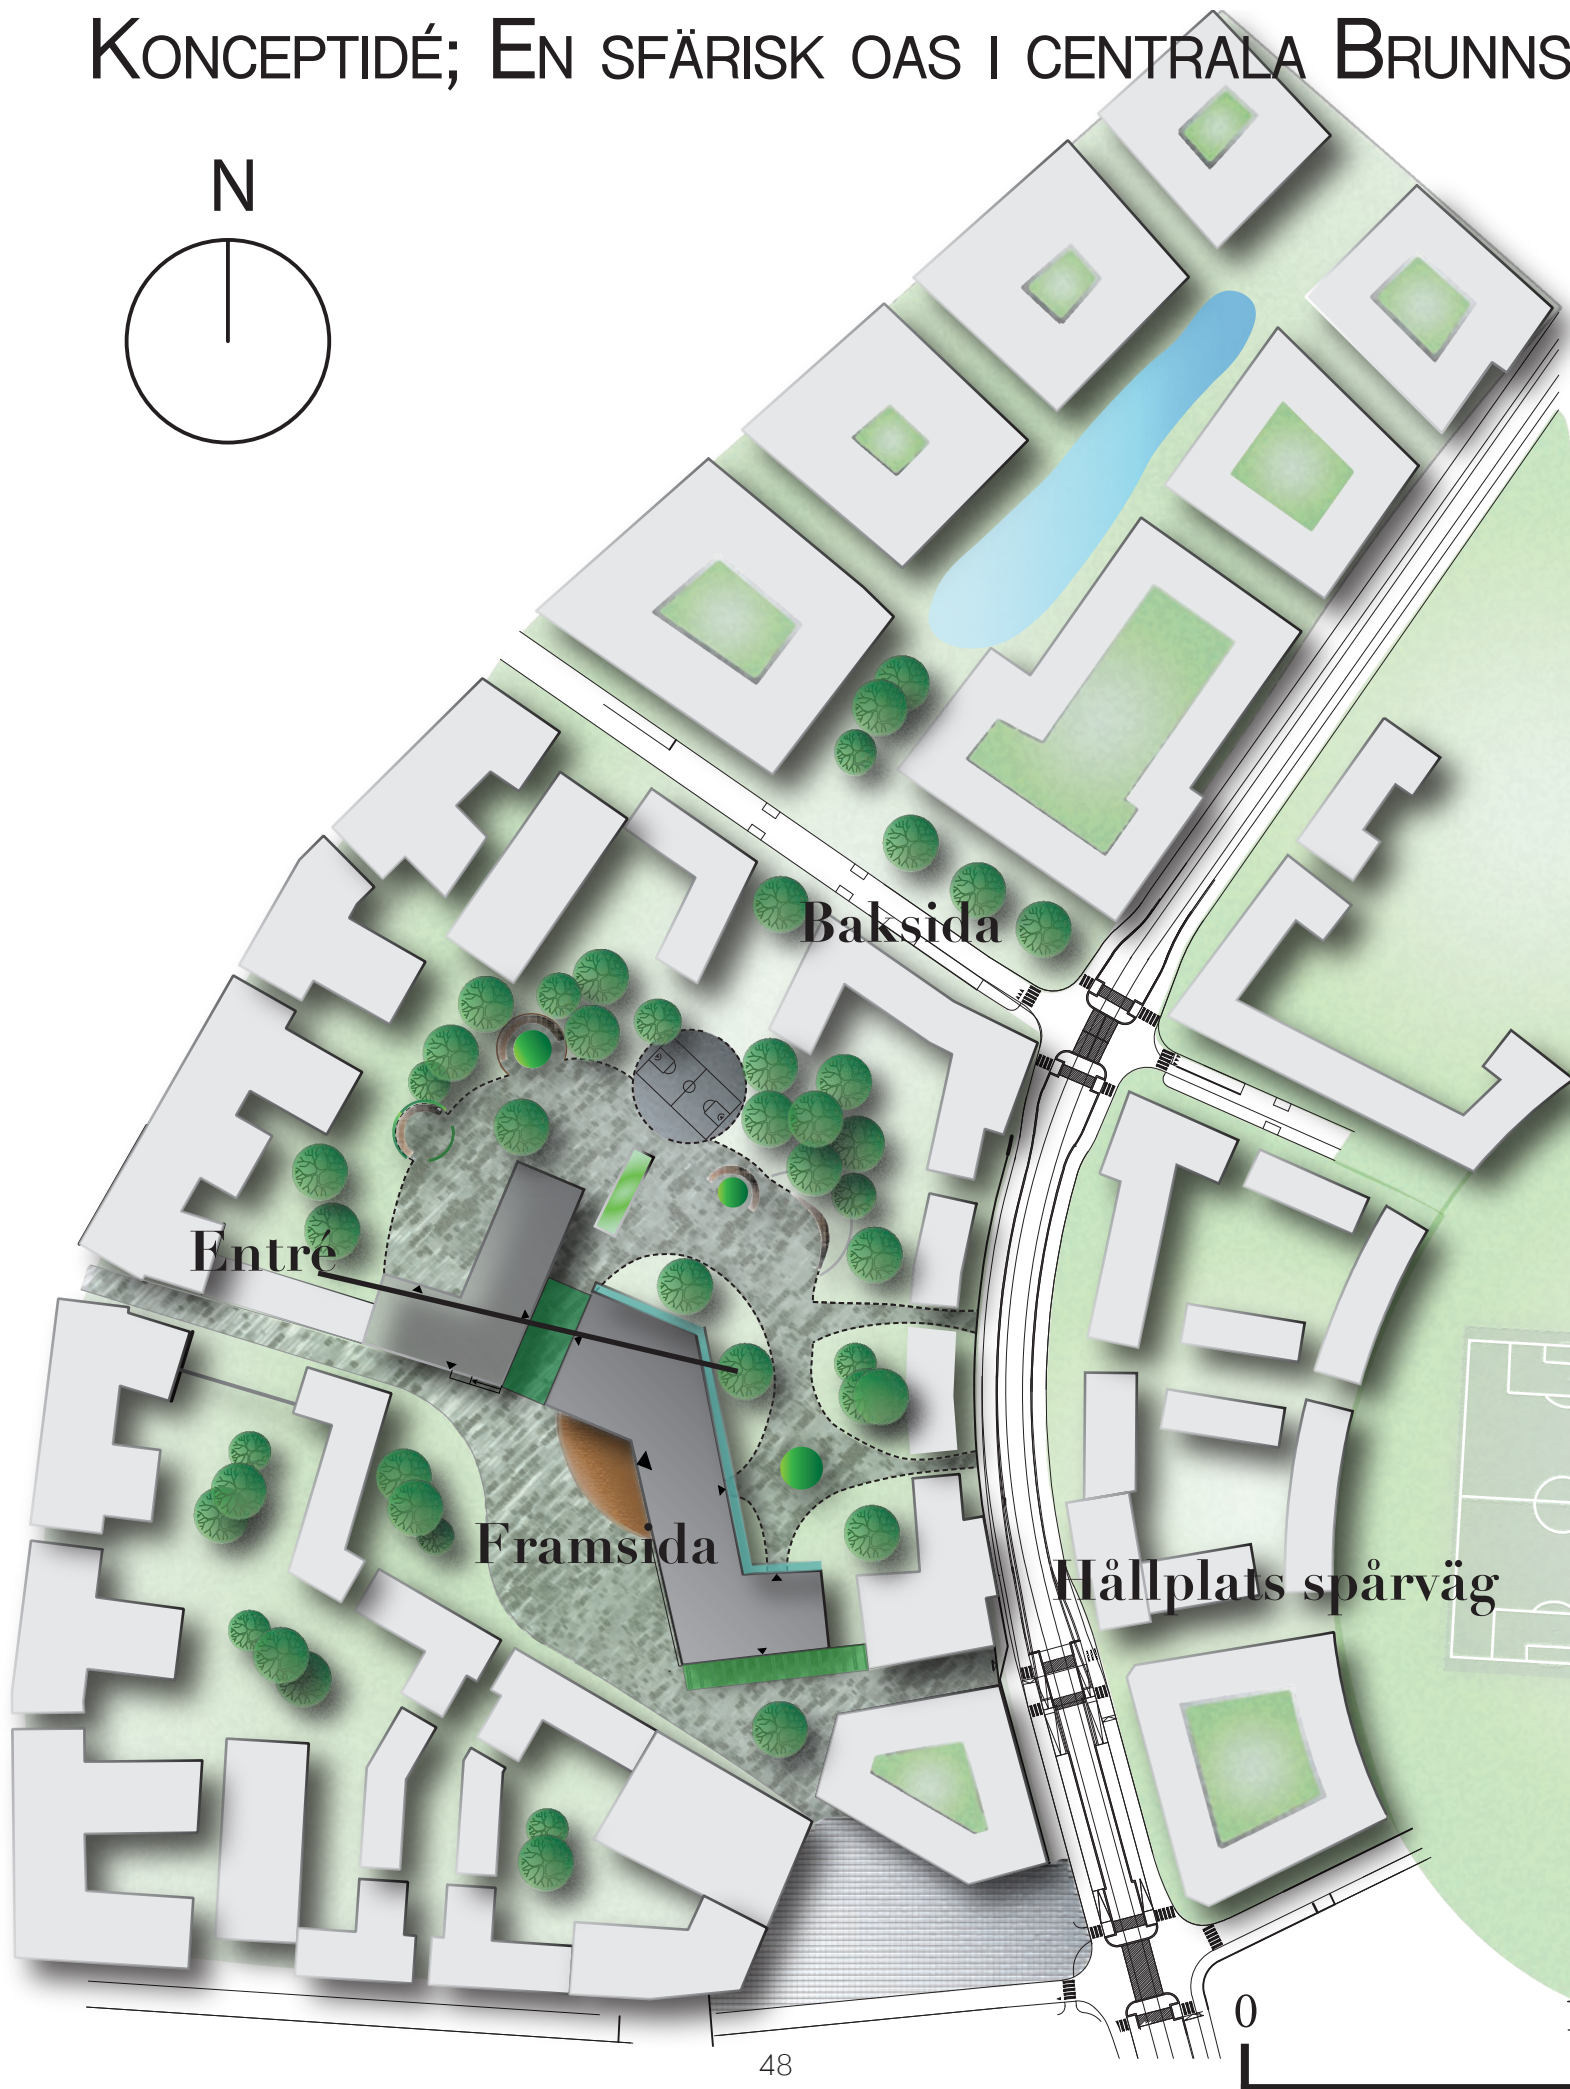 KONCEPTIDÉ; EN SFÄRISK OAS I CENTRALA BRUNNS
N
Baksida
Entré
Framsida
Hållplats spårväg
0
48